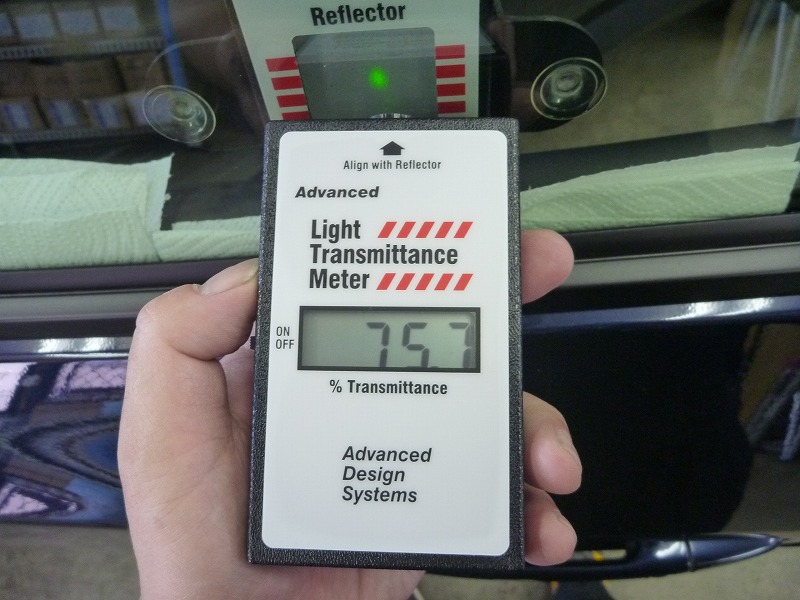 Reflector
Align with Reflector
Advanced
Light
Transmittance
Meter
ON
OFF
75.7
% Transmittance
Advanced
Design
Systems